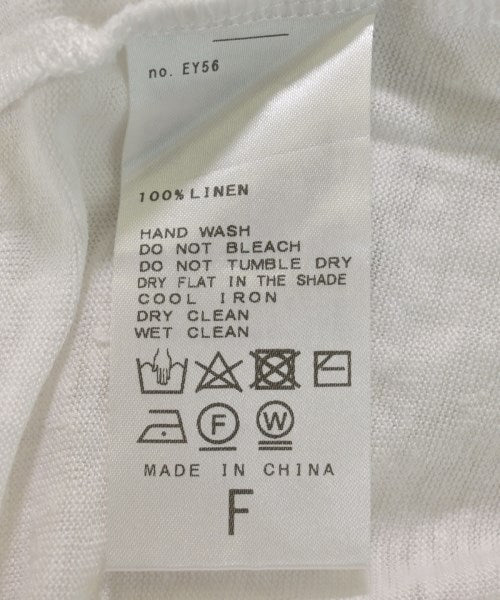 no. EY56
100% LINEN
HAND WASH
DO NOT BLEACH
DO NOT TUMBLE DRY
DRY FLAT IN THE SHADE
COOL IRON
DRY CLEAN
WET CLEAN
F W
MADE IN CHINA
F